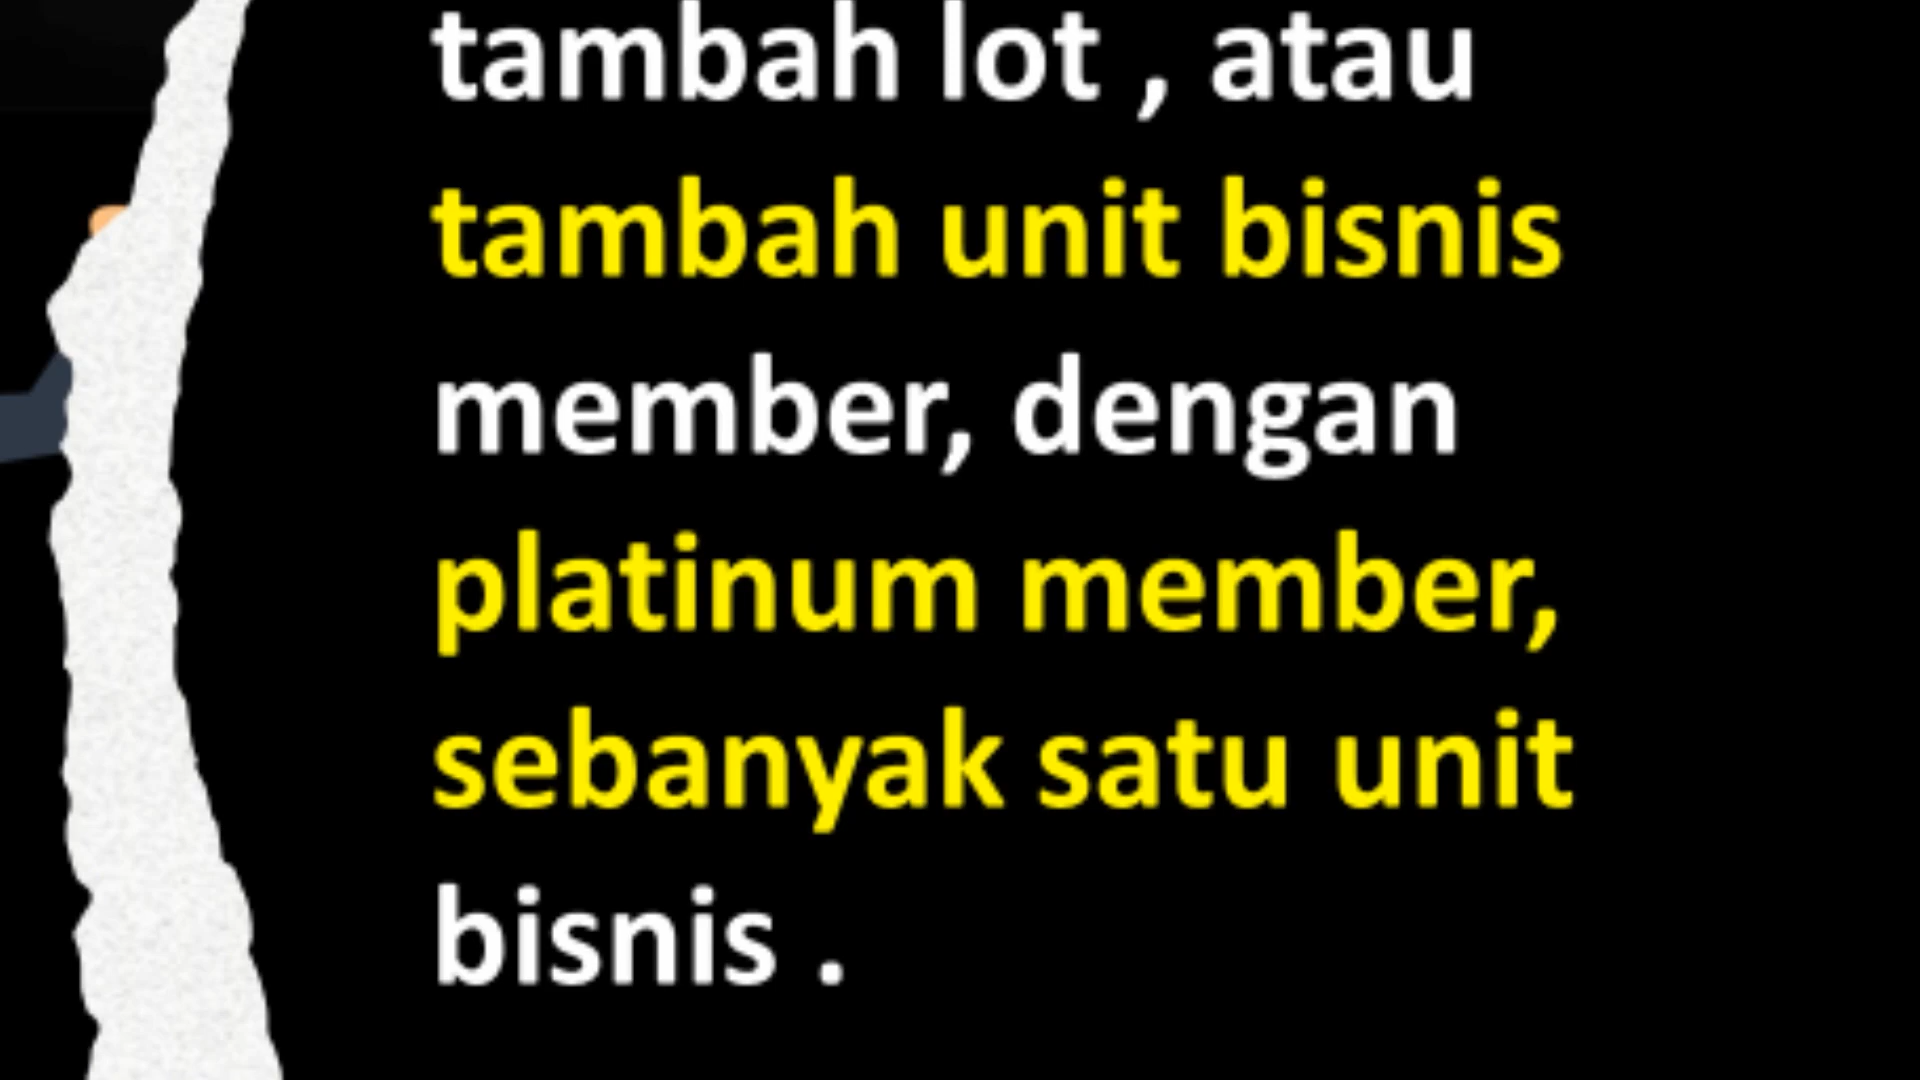 tambah lot , atau
tambah unit bisnis
member, dengan
platinum member,
sebanyak satu unit
bisnis .